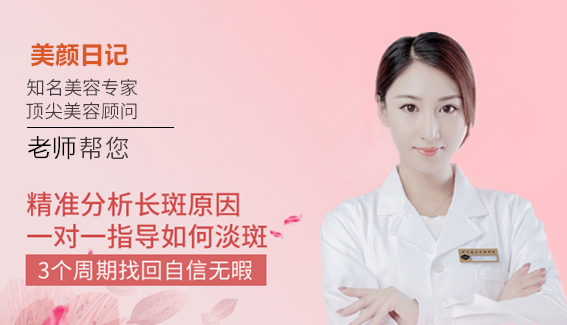 美颜日记
知名美容专家
顶尖美容顾问
老师帮您
精准分析长斑原因
一对一指导如何淡斑
3个周期找回自信无暇